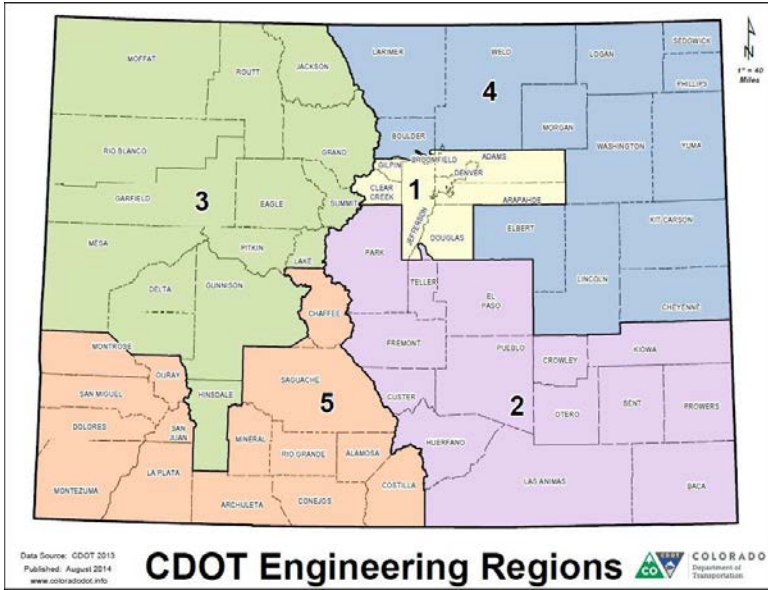 LARIMER
WELD
LOGAN
SEDGWICK
PHILLIPS
N
1" = 40
Miles
MOFFAT
ROUTT
JACKSON
4
MORGAN
BOULDER
WASHINGTON
YUMA
RIO BLANCO
GRAND
GILPIN
BROOMFIELD
ADAMS
DENVER
CLEAR
CREEK
1
ARAPAHOE
GARFIELD
3
EAGLE
SUMMIT
JEFFERSON
DOUGLAS
ELBERT
KIT CARSON
MESA
PITKIN
LAKE
PARK
TELLER
LINCOLN
DELTA
GUNNISON
EL
PASO
CHEYENNE
CHAFFEE
FREMONT
PUEBLO
CROWLEY
KIOWA
MONTROSE
OURAY
SAGUACHE
CUSTER
2
OTERO
BENT
PROWERS
SAN MIGUEL
HINSDALE
5
DOLORES
SAN
JUAN
MINERAL
RIO GRANDE
ALAMOSA
HUERFANO
LA PLATA
COSTILLA
LAS ANIMAS
BACA
MONTEZUMA
ARCHULETA
CONEJOS
Data Source: CDOT 2013
Published: August 2014
www.coloradodot.info
CDOT Engineering Regions
CO
CDOT
COLORADO
Department of
Transportation